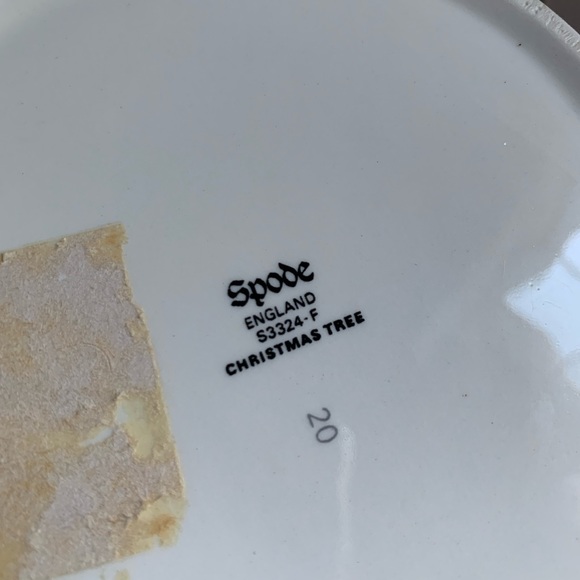 Spode
ENGLAND
S3324-F
CHRISTMAS TREE
20